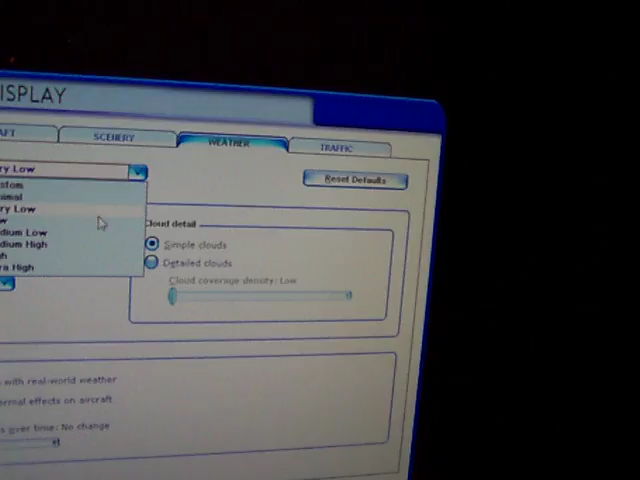 ISPLAY
AFT SCENERY WEATHER TRAFFIC
ry Low
Reset Defaults
stom
imal
ry Low
w
dium Low
dium High
gh
ra High
Cloud detail
Simple clouds
Detailed clouds
Cloud coverage density: Low
with real-world weather
ermal effects on aircraft
s over time: No change